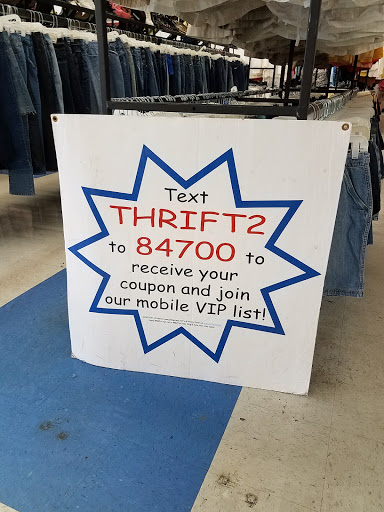 Text
THRIFT2
to 84700 to
receive your
coupon and join
our mobile VIP list!